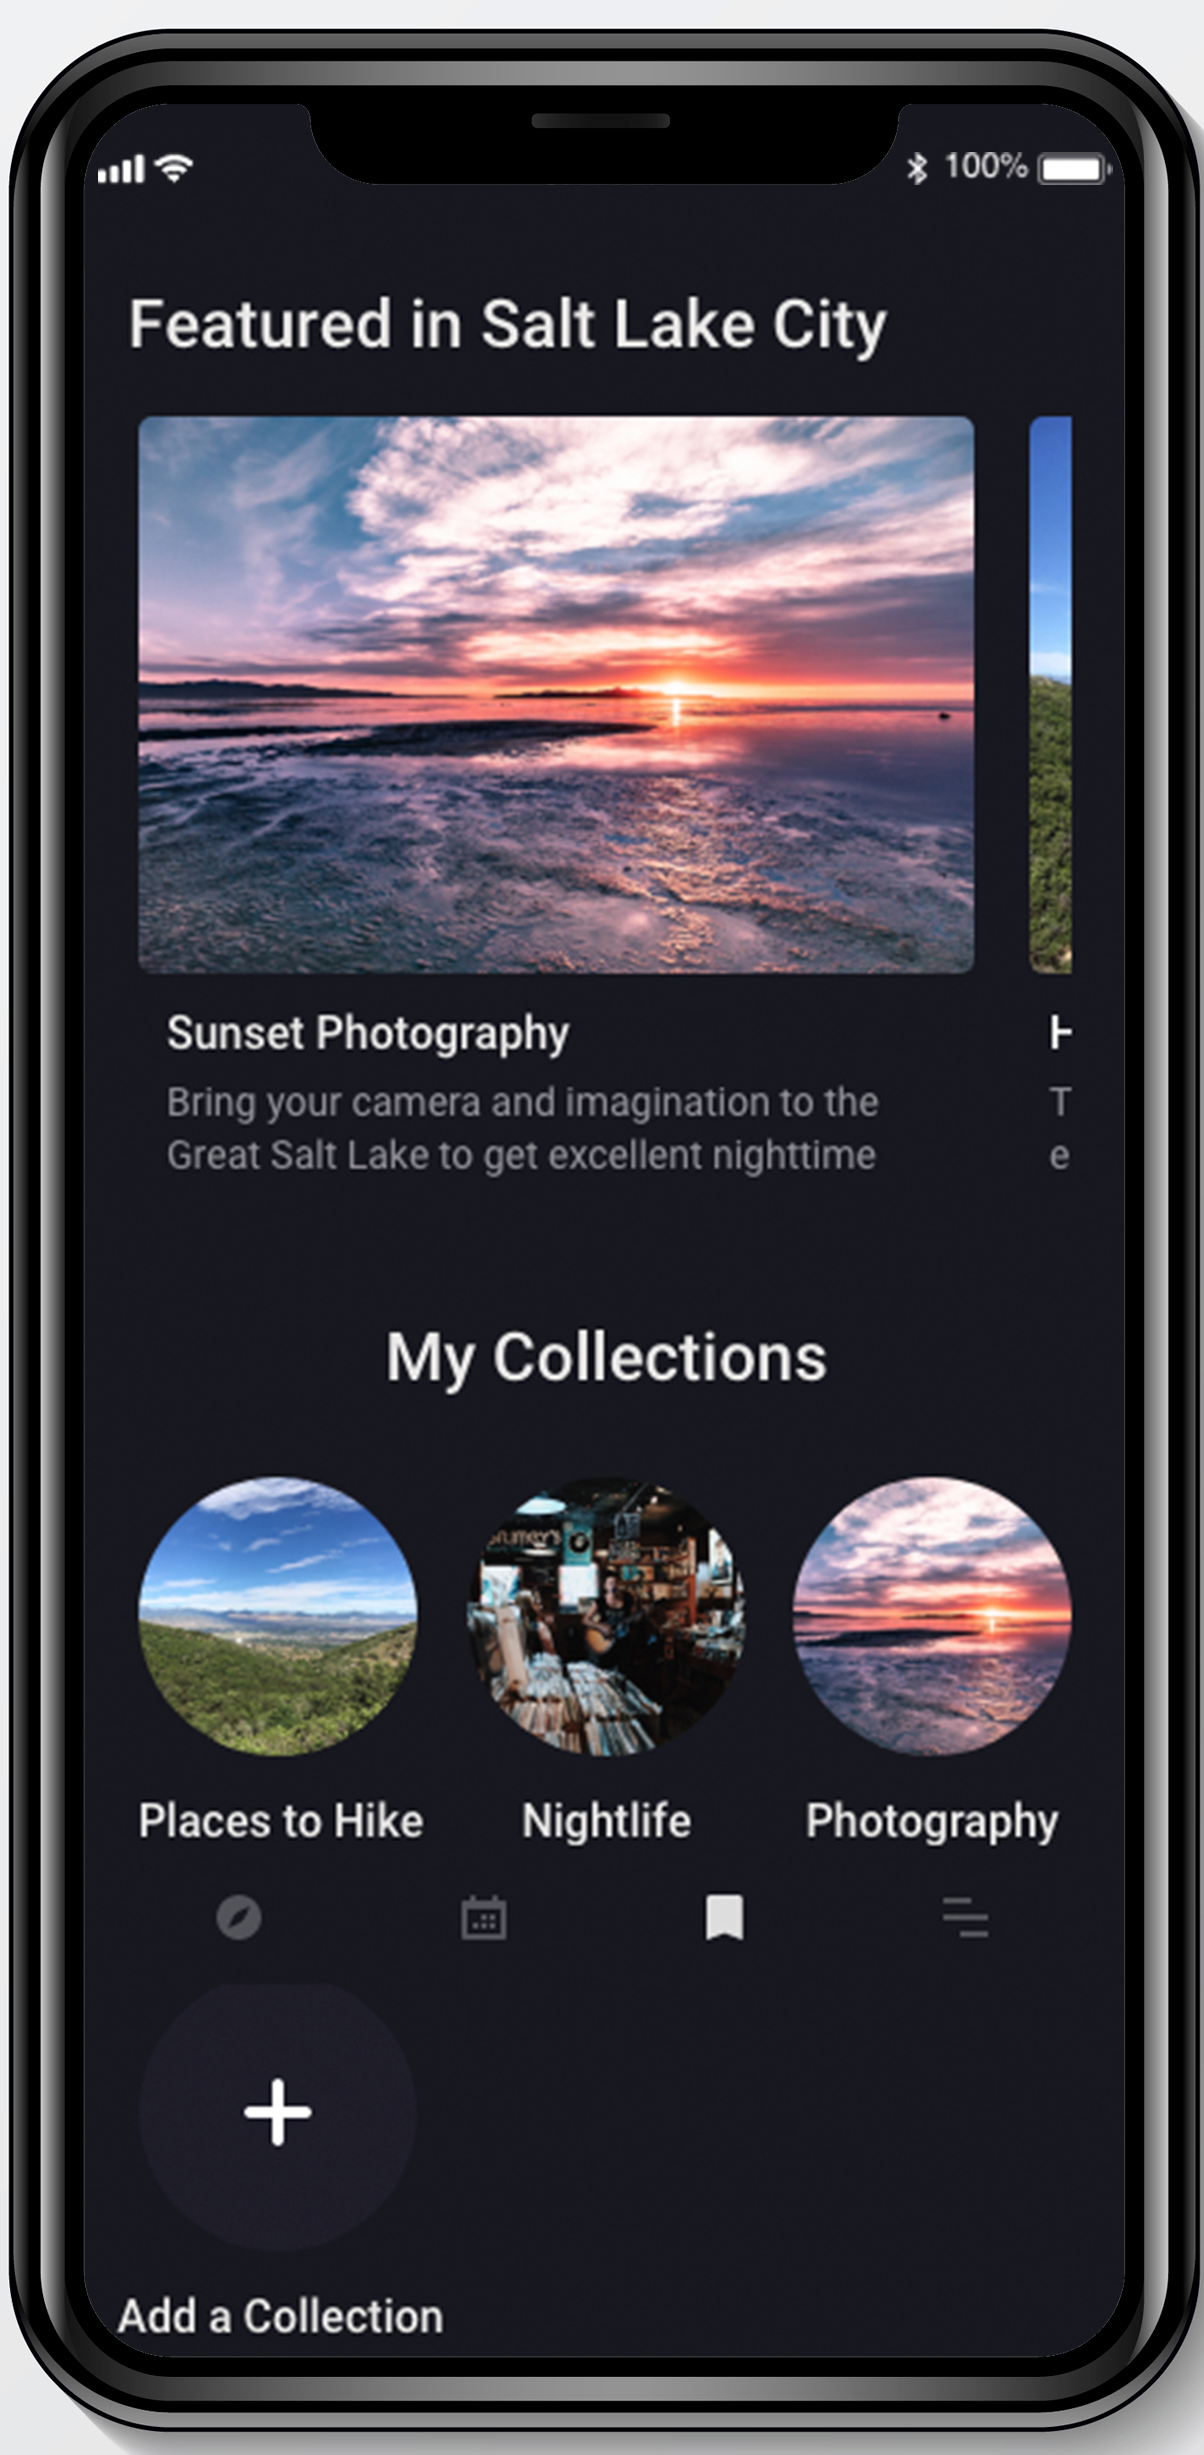 100%
Featured in Salt Lake City
Sunset Photography
H
Bring your camera and imagination to the
T
Great Salt Lake to get excellent nighttime
e
My Collections
Places to Hike
Nightlife
Photography
Add a Collection